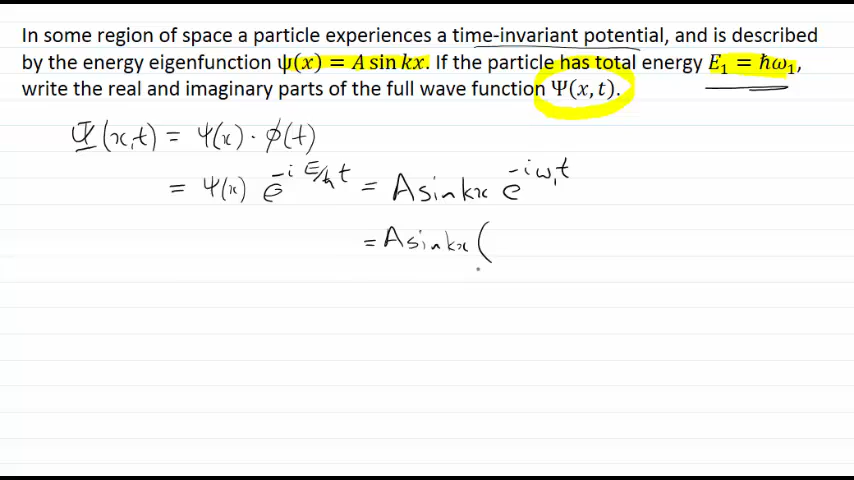 In some region of space a particle experiences a time-invariant potential, and is described
by the energy eigenfunction ψ(x) = A sin kx. If the particle has total energy E₁ = ħω₁,
write the real and imaginary parts of the full wave function Ψ(x, t).
Ψ(x,t) = ψ(x) · ϕ(t)
= ψ(x) e^{-i E/ħ t} = A sin kx e^{-iω₁t}
= A sin kx (